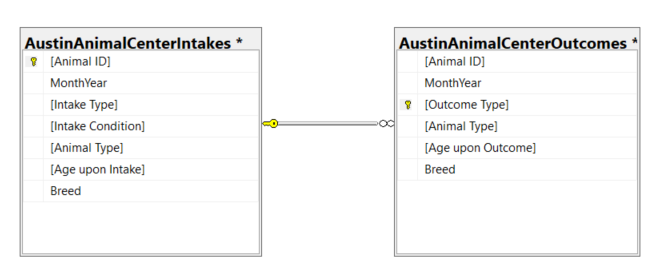 AustinAnimalCenterIntakes *
[Animal ID]
MonthYear
[Intake Type]
[Intake Condition]
[Animal Type]
[Age upon Intake]
Breed
AustinAnimalCenterOutcomes *
[Animal ID]
MonthYear
[Outcome Type]
[Animal Type]
[Age upon Outcome]
Breed